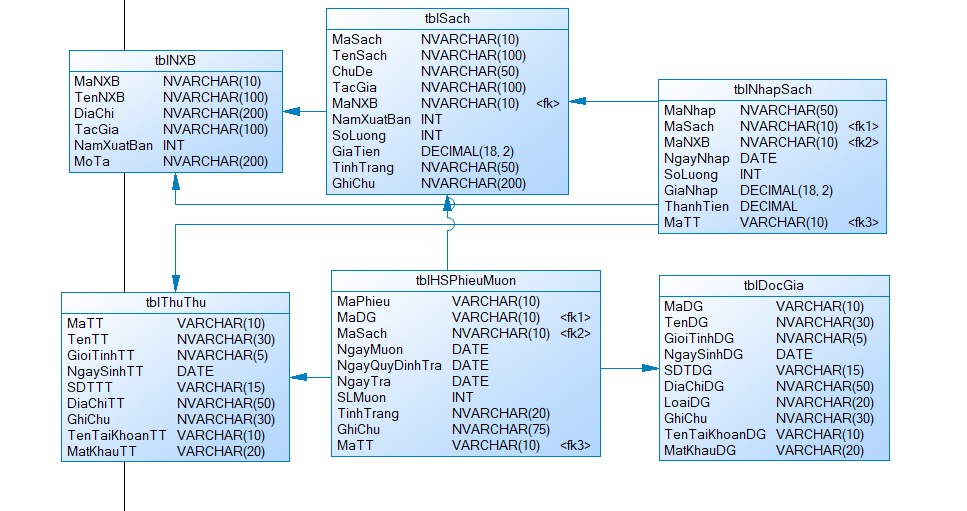 tblNXB
MaNXB NVARCHAR(10)
TenNXB NVARCHAR(100)
DiaChi NVARCHAR(200)
TacGia NVARCHAR(100)
NamXuatBan INT
MoTa NVARCHAR(200)
tblSach
MaSach NVARCHAR(10)
TenSach NVARCHAR(100)
ChuDe NVARCHAR(50)
TacGia NVARCHAR(100)
MaNXB NVARCHAR(10) <fk>
NamXuatBan INT
SoLuong INT
GiaTien DECIMAL(18, 2)
TinhTrang NVARCHAR(50)
GhiChu NVARCHAR(200)
tblNhapSach
MaNhap NVARCHAR(50)
MaSach NVARCHAR(10) <fk1>
MaNXB NVARCHAR(10) <fk2>
NgayNhap DATE
SoLuong INT
GiaNhap DECIMAL(18, 2)
ThanhTien DECIMAL
MaTT VARCHAR(10) <fk3>
tblThuThu
MaTT VARCHAR(10)
TenTT NVARCHAR(30)
GioiTinhTT NVARCHAR(5)
NgaySinhTT DATE
SDTTT VARCHAR(15)
DiaChiTT NVARCHAR(50)
GhiChu NVARCHAR(30)
TenTaiKhoanTT VARCHAR(10)
MatKhauTT VARCHAR(20)
tblHSPhieuMuon
MaPhieu VARCHAR(10)
MaDG VARCHAR(10) <fk1>
MaSach NVARCHAR(10) <fk2>
NgayMuon DATE
NgayQuyDinhTra DATE
NgayTra DATE
SLMuon INT
TinhTrang NVARCHAR(20)
GhiChu NVARCHAR(75)
MaTT VARCHAR(10) <fk3>
tblDocGia
MaDG VARCHAR(10)
TenDG NVARCHAR(30)
GioiTinhDG NVARCHAR(5)
NgaySinhDG DATE
SDTDG VARCHAR(15)
DiaChiDG NVARCHAR(50)
LoaiDG NVARCHAR(20)
GhiChu NVARCHAR(30)
TenTaiKhoanDG VARCHAR(10)
MatKhauDG VARCHAR(20)